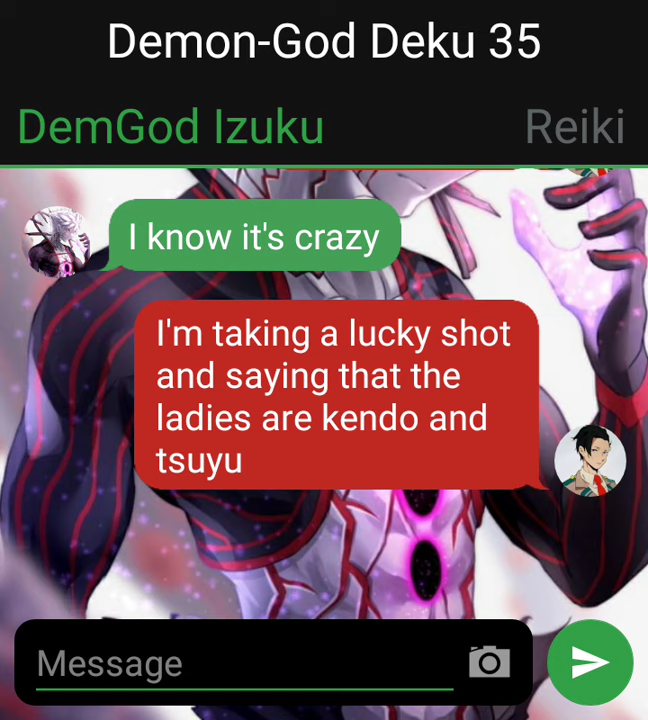 Demon-God Deku 35
DemGod Izuku
Reiki
I know it's crazy
I'm taking a lucky shot
and saying that the
ladies are kendo and
tsuyu
Message